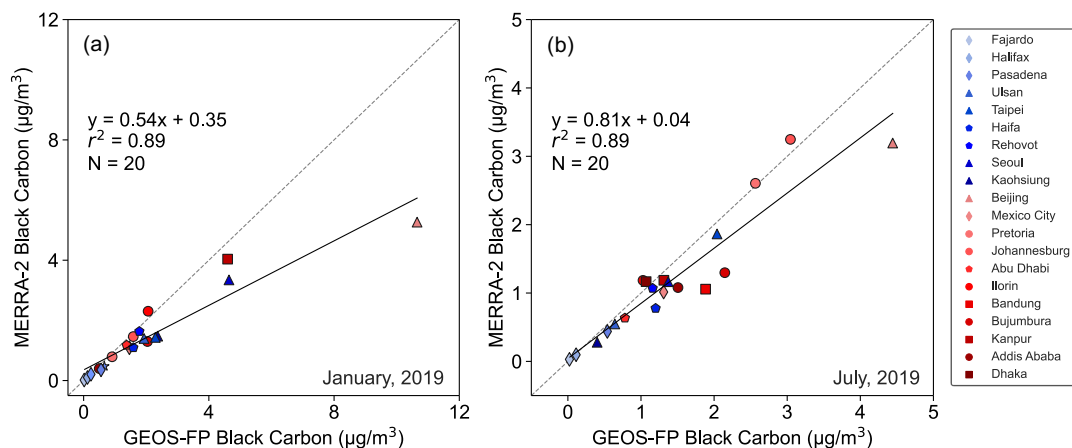 (a)
y = 0.54x + 0.35
r² = 0.89
N = 20
January, 2019
12
8
4
0
0
4
8
12
MERRA-2 Black Carbon (μg/m³)
GEOS-FP Black Carbon (μg/m³)
(b)
y = 0.81x + 0.04
r² = 0.89
N = 20
July, 2019
5
4
3
2
1
0
0
1
2
3
4
5
MERRA-2 Black Carbon (μg/m³)
GEOS-FP Black Carbon (μg/m³)
Fajardo
Halifax
Pasadena
Ulsan
Taipei
Haifa
Rehovot
Seoul
Kaohsiung
Beijing
Mexico City
Pretoria
Johannesburg
Abu Dhabi
Ilorin
Bandung
Bujumbura
Kanpur
Addis Ababa
Dhaka